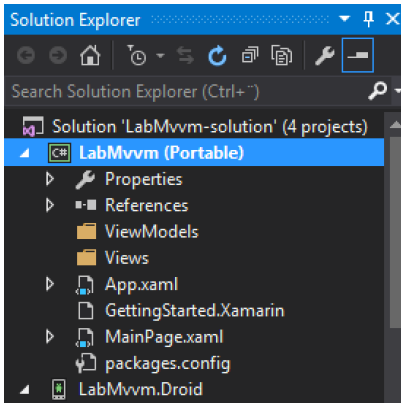 Solution Explorer
Search Solution Explorer (Ctrl+¨)
Solution 'LabMvvm-solution' (4 projects)
C# LabMvvm (Portable)
Properties
References
ViewModels
Views
App.xaml
GettingStarted.Xamarin
MainPage.xaml
packages.config
LabMvvm.Droid